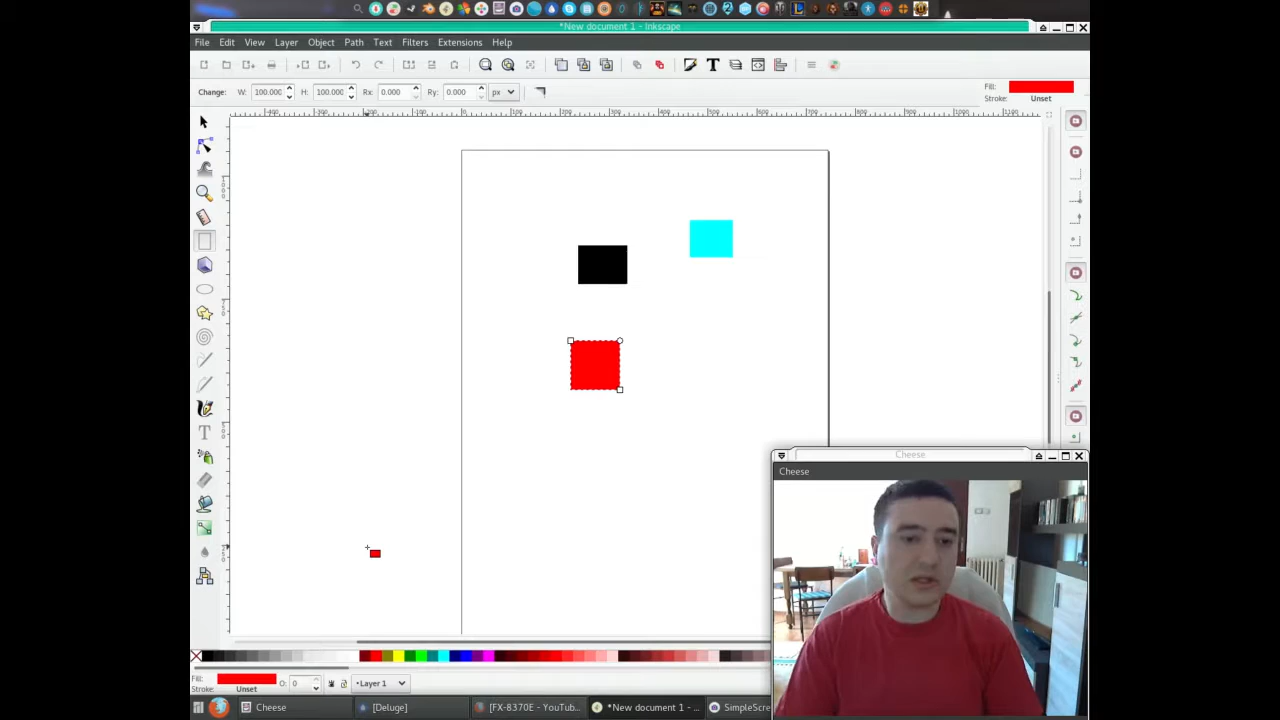 *New document 1 - Inkscape
File Edit View Layer Object Path Text Filters Extensions Help
Change: W: 100.000 H: 100.000 Rx: 0.000 Ry: 0.000 px
Fill:
Stroke: Unset
Cheese
Cheese
Fill:
Stroke: Unset
O: 0
•Layer 1
Cheese
[Deluge]
[FX-8370E - YouTub...
*New document 1 - ...
SimpleScre